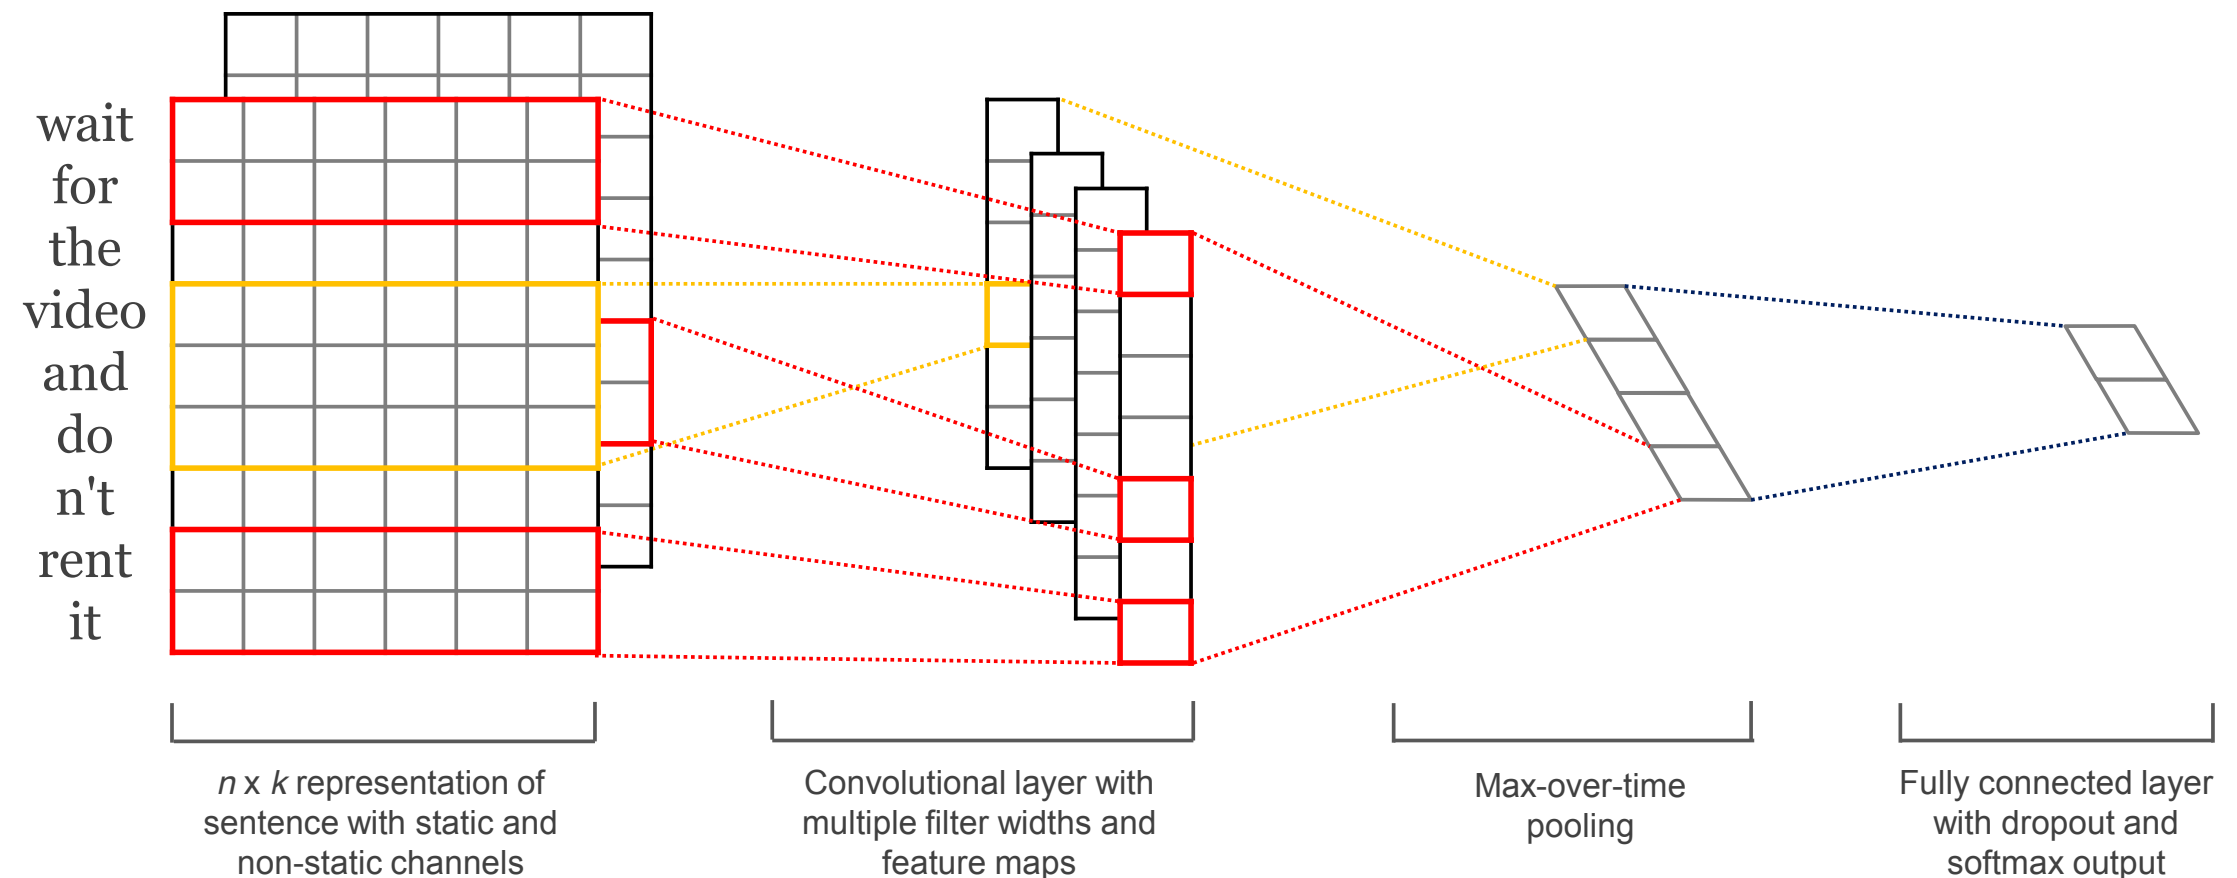 wait
for
the
video
and
do
n't
rent
it
n x k representation of
sentence with static and
non-static channels
Convolutional layer with
multiple filter widths and
feature maps
Max-over-time
pooling
Fully connected layer
with dropout and
softmax output